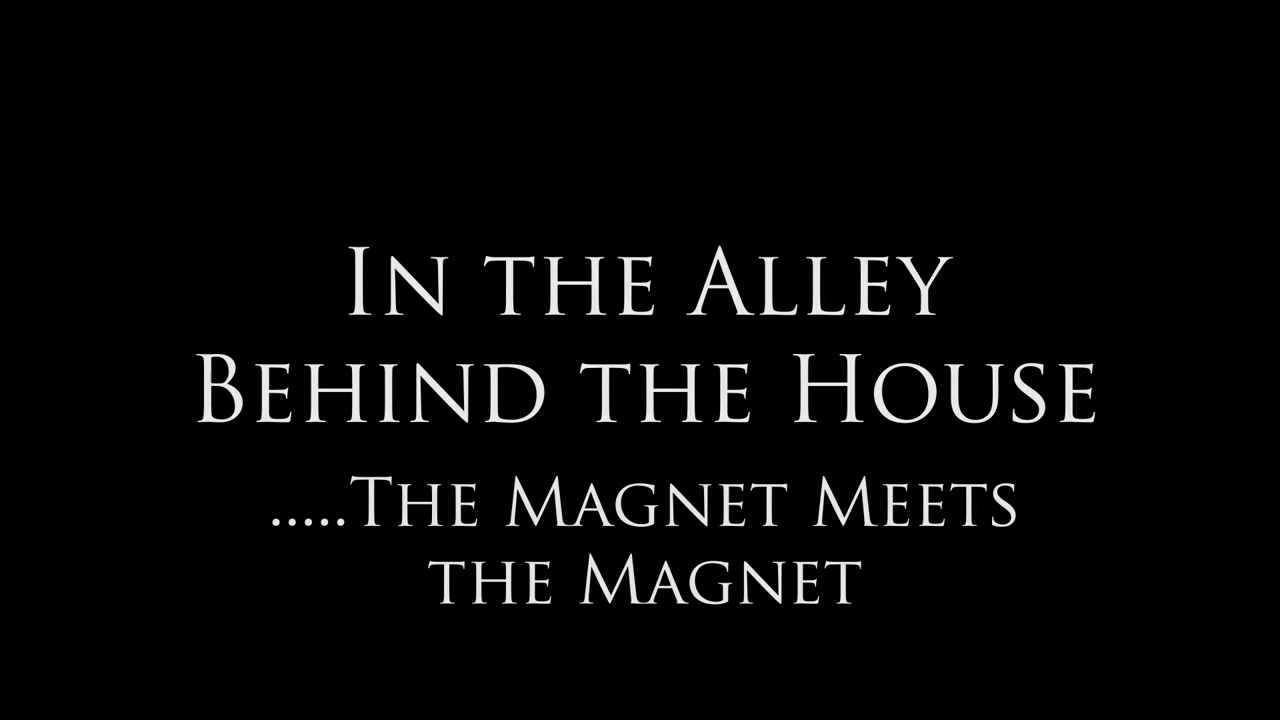 In the Alley
Behind the House
.....The Magnet Meets
the Magnet